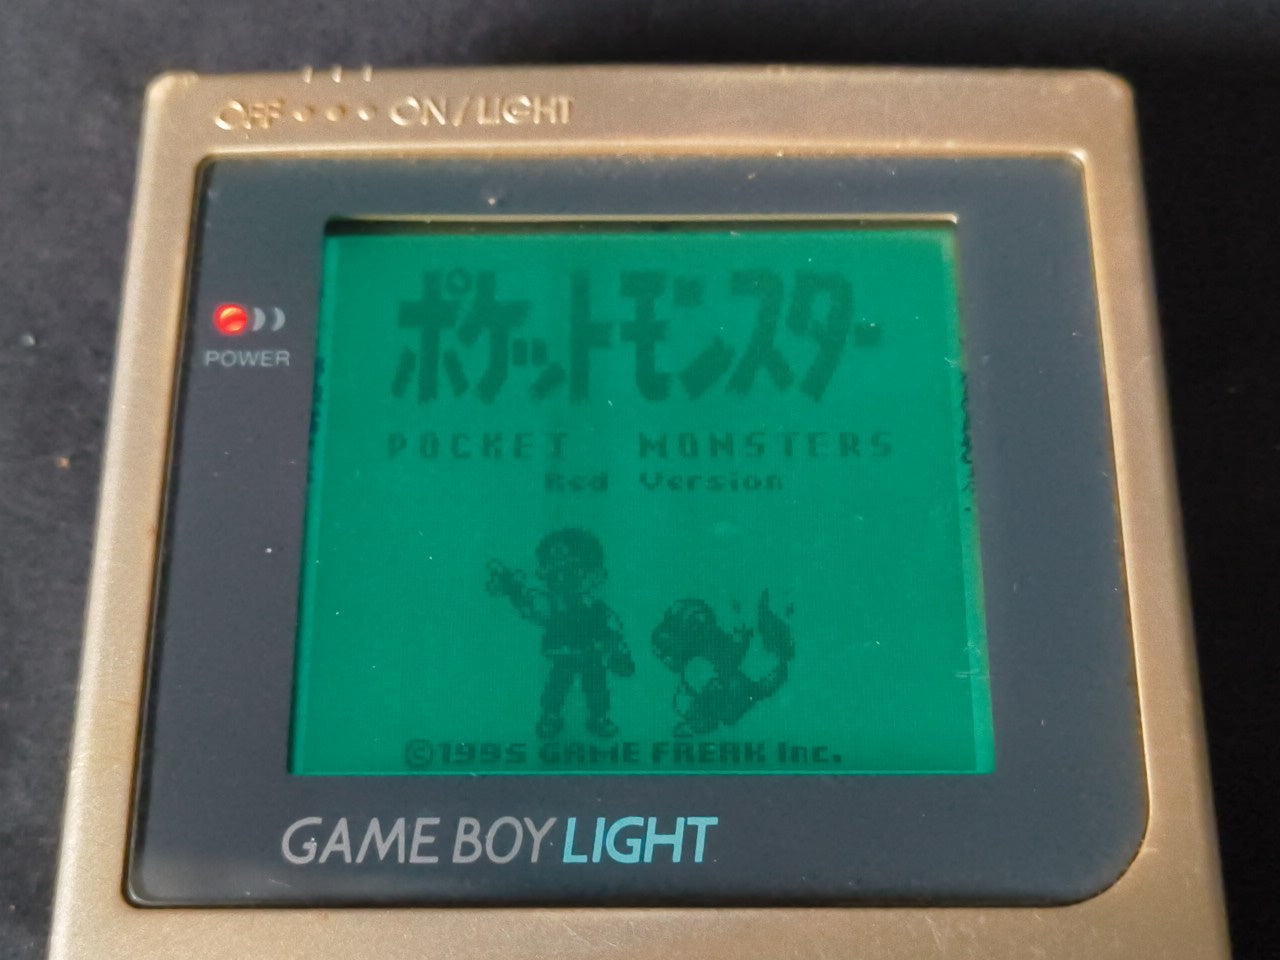 OFF ON/LIGHT
POWER
ポケットモンスター
POCKET MONSTERS
Red Version
©1995 GAME FREAK Inc.
GAME BOY LIGHT